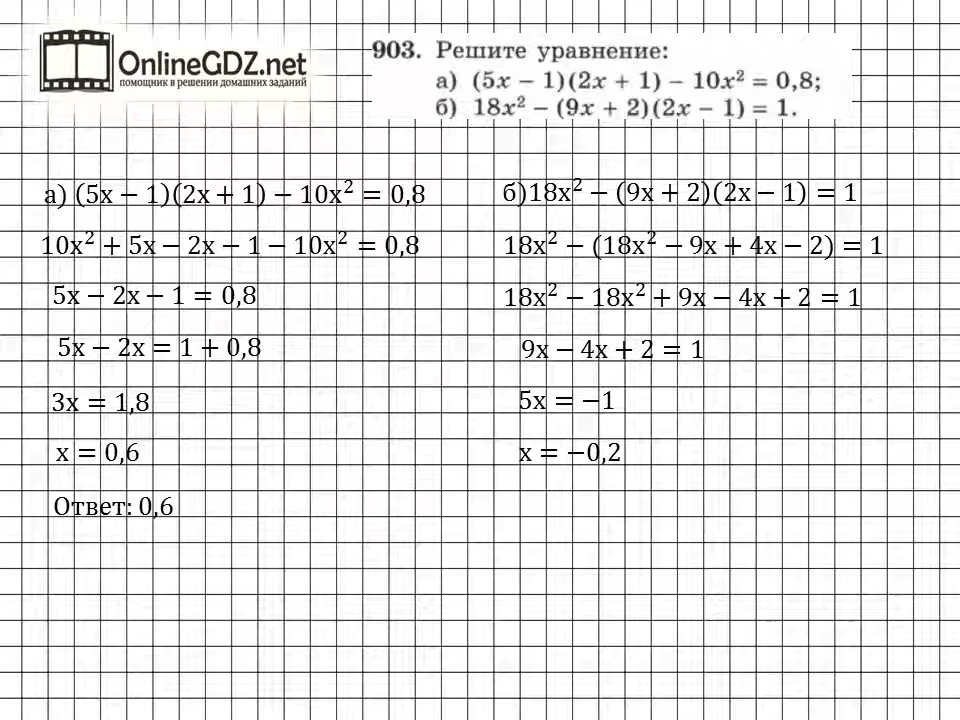 OnlineGDZ.net
помощник в решении домашних заданий
903. Решите уравнение:
а) (5x − 1)(2x + 1) − 10x² = 0,8;
б) 18x² − (9x + 2)(2x − 1) = 1.
а) (5x − 1)(2x + 1) − 10x² = 0,8
10x² + 5x − 2x − 1 − 10x² = 0,8
5x − 2x − 1 = 0,8
5x − 2x = 1 + 0,8
3x = 1,8
x = 0,6
Ответ: 0,6
б)18x² − (9x + 2)(2x − 1) = 1
18x² − (18x² − 9x + 4x − 2) = 1
18x² − 18x² + 9x − 4x + 2 = 1
9x − 4x + 2 = 1
5x = −1
x = −0,2